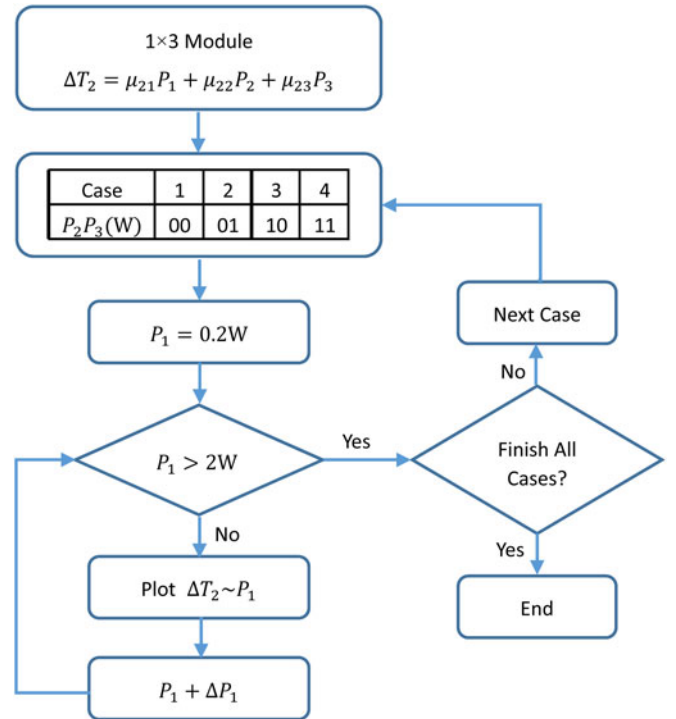 1×3 Module
ΔT₂ = μ₂₁P₁ + μ₂₂P₂ + μ₂₃P₃
Case 1 2 3 4
P₂P₃(W) 00 01 10 11
P₁ = 0.2W
Next Case
No
P₁ > 2W
Yes
Finish All
Cases?
No
Yes
Plot ΔT₂~P₁
End
P₁ + ΔP₁